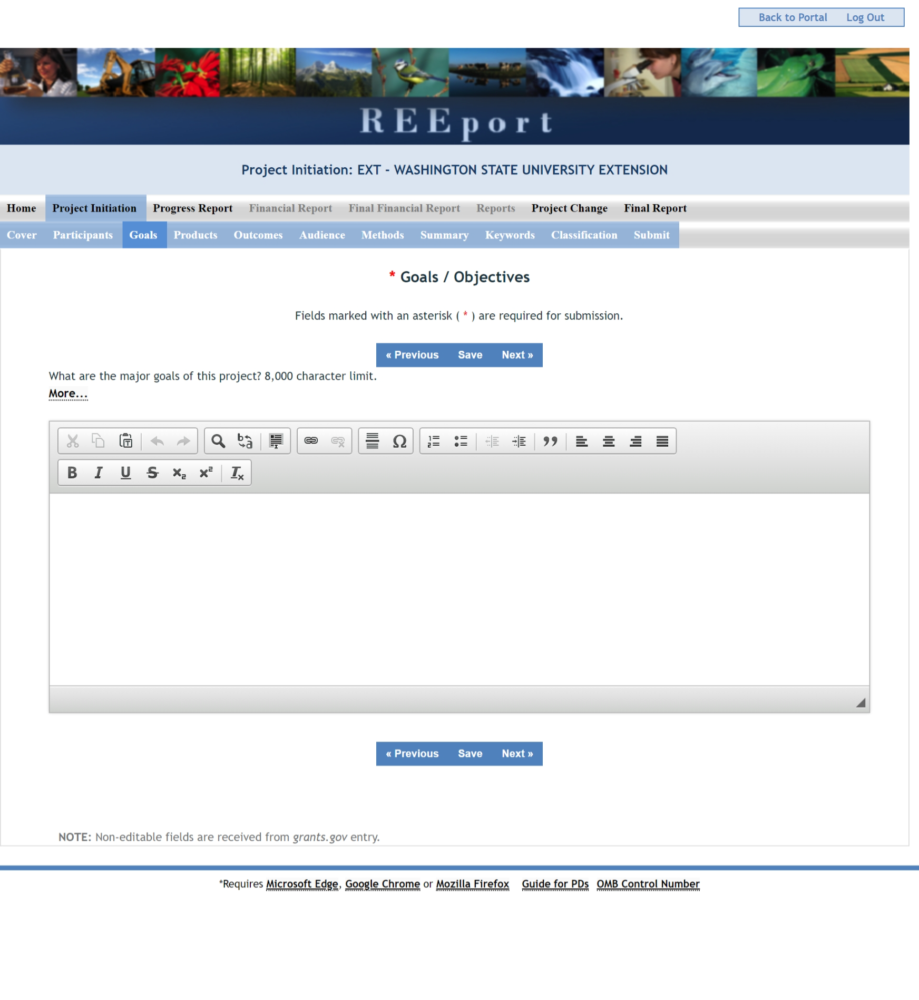 Back to Portal Log Out
REEport
Project Initiation: EXT - WASHINGTON STATE UNIVERSITY EXTENSION
Home Project Initiation Progress Report Financial Report Final Financial Report Reports Project Change Final Report
Cover Participants Goals Products Outcomes Audience Methods Summary Keywords Classification Submit
* Goals / Objectives
Fields marked with an asterisk ( * ) are required for submission.
« Previous Save Next »
What are the major goals of this project? 8,000 character limit.
More...
« Previous Save Next »
NOTE: Non-editable fields are received from grants.gov entry.
*Requires Microsoft Edge, Google Chrome or Mozilla Firefox Guide for PDs OMB Control Number